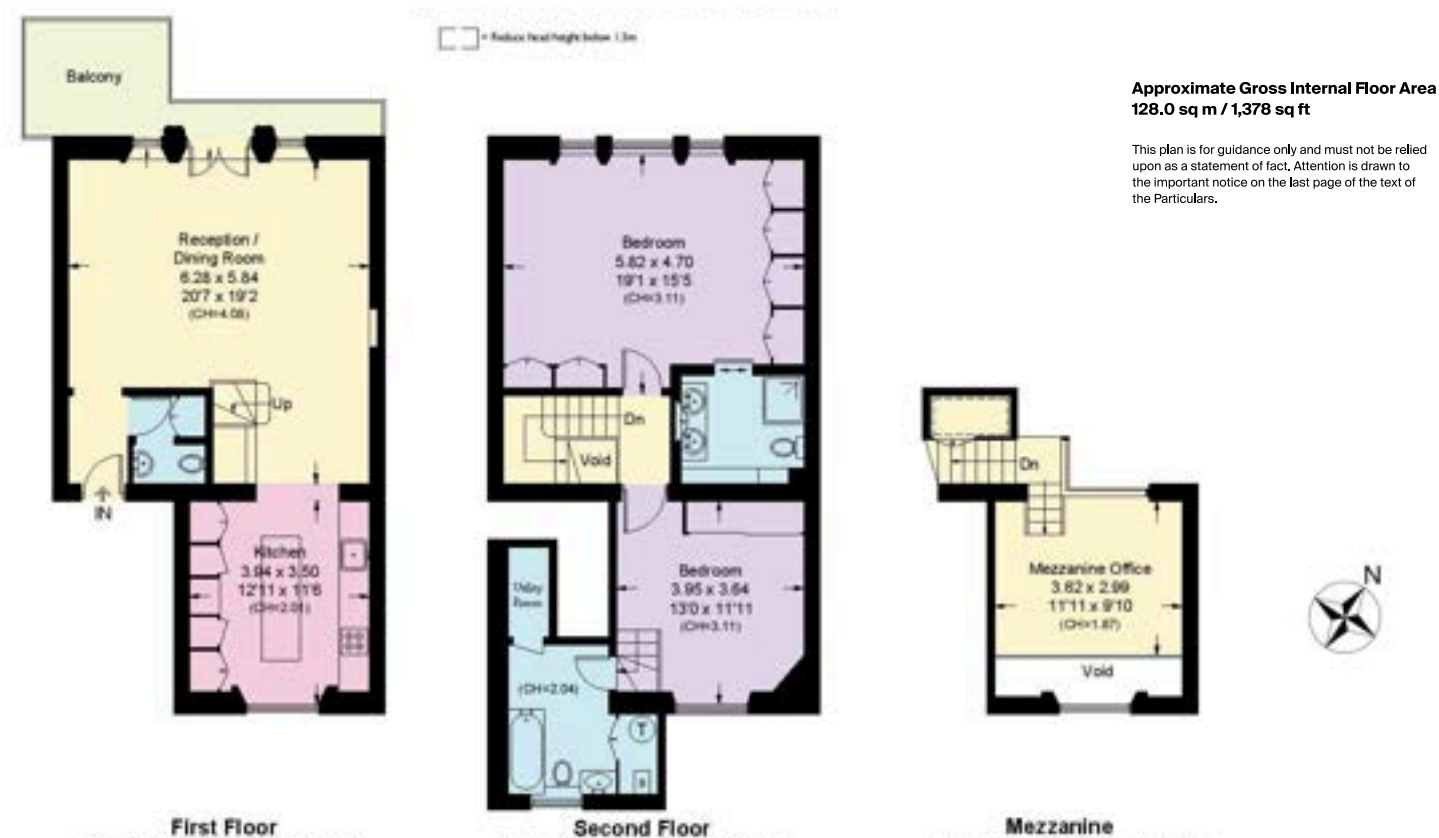 Balcony
= Reduce head height below 1.5m
Approximate Gross Internal Floor Area
128.0 sq m / 1,378 sq ft
This plan is for guidance only and must not be relied
upon as a statement of fact. Attention is drawn to
the important notice on the last page of the text of
the Particulars.
Reception /
Dining Room
6.28 x 5.84
20'7 x 19'2
Up
IN
Kitchen
3.94 x 3.50
12'11 x 11'6
First Floor
Bedroom
5.82 x 4.70
19'1 x 15'5
(CH=3.11)
Dn
Void
Bedroom
3.95 x 3.64
13'0 x 11'11
(CH=3.11)
Utility
Room
(CH=2.04)
T
Second Floor
Dn
Mezzanine Office
3.62 x 2.99
11'11 x 9'10
(CH=1.87)
Void
Mezzanine
N